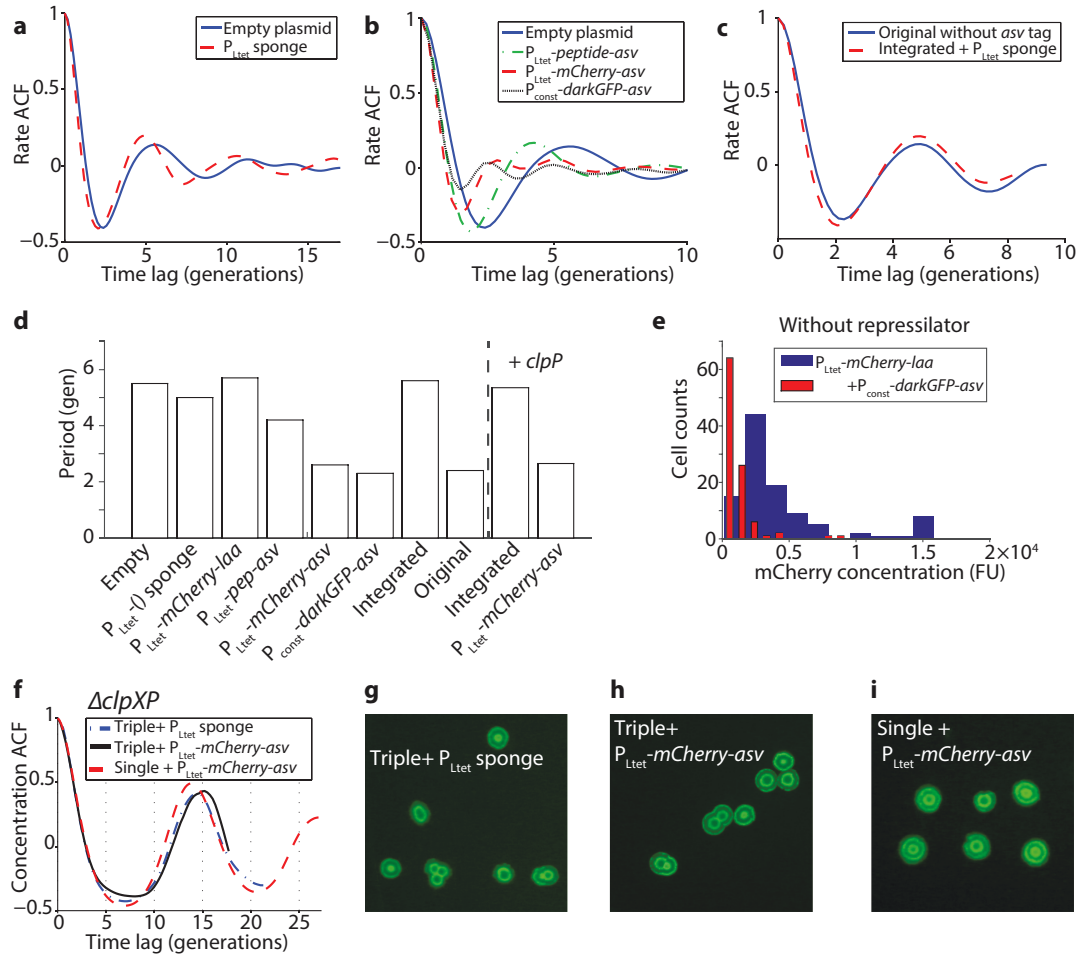 a
Empty plasmid
P_Ltet sponge
Rate ACF
1
0.5
0
−0.5
0 5 10 15
Time lag (generations)
b
Empty plasmid
P_Ltet-peptide-asv
P_Ltet-mCherry-asv
P_const-darkGFP-asv
Rate ACF
1
0.5
0
−0.5
0 5 10
Time lag (generations)
c
Original without asv tag
Integrated + P_Ltet sponge
Rate ACF
1
0.5
0
−0.5
0 2 4 6 8 10
Time lag (generations)
d
+ clpP
Period (gen)
6
4
2
0
Empty
P_Ltet-() sponge
P_Ltet-mCherry-laa
P_Ltet-pep-asv
P_Ltet-mCherry-asv
P_const-darkGFP-asv
Integrated
Original
Integrated
P_Ltet-mCherry-asv
e
Without repressilator
P_Ltet-mCherry-laa
+P_const-darkGFP-asv
Cell counts
60
40
20
0
0 0.5 1.0 1.5 2×10⁴
mCherry concentration (FU)
f
ΔclpXP
Triple+ P_Ltet sponge
Triple+ P_Ltet-mCherry-asv
Single + P_Ltet-mCherry-asv
Concentration ACF
1
0.5
0
−0.5
0 5 10 15 20 25
Time lag (generations)
g
Triple+ P_Ltet sponge
h
Triple+
P_Ltet-mCherry-asv
i
Single +
P_Ltet-mCherry-asv